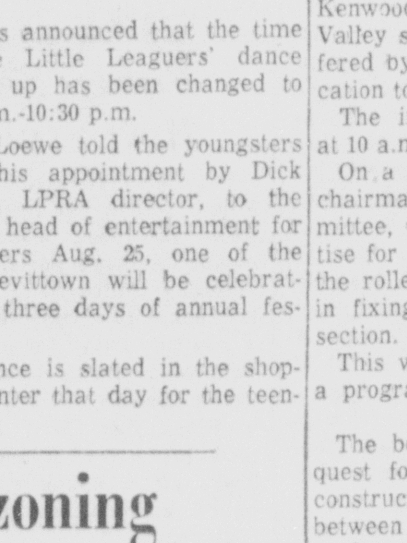 s announced that the time
Little Leaguers' dance
up has been changed to
m.-10:30 p.m.
Loewe told the youngsters
his appointment by Dick
LPRA director, to the
head of entertainment for
ers Aug. 25, one of the
evittown will be celebrat-
three days of annual fes-
nce is slated in the shop-
nter that day for the teen-
zoning
Kenwood
Valley s
fered by
cation to
The i
at 10 a.m
On a
chairma
mittee,
tise for
the rolle
in fixing
section.
This w
a progra
The b
quest fo
construc
between